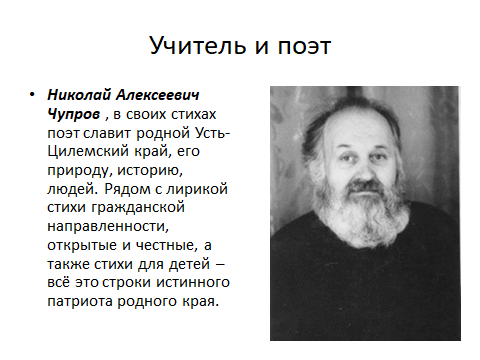 Учитель и поэт
• Николай Алексеевич
Чупров , в своих стихах
поэт славит родной Усть-
Цилемский край, его
природу, историю,
людей. Рядом с лирикой
стихи гражданской
направленности,
открытые и честные, а
также стихи для детей –
всё это строки истинного
патриота родного края.